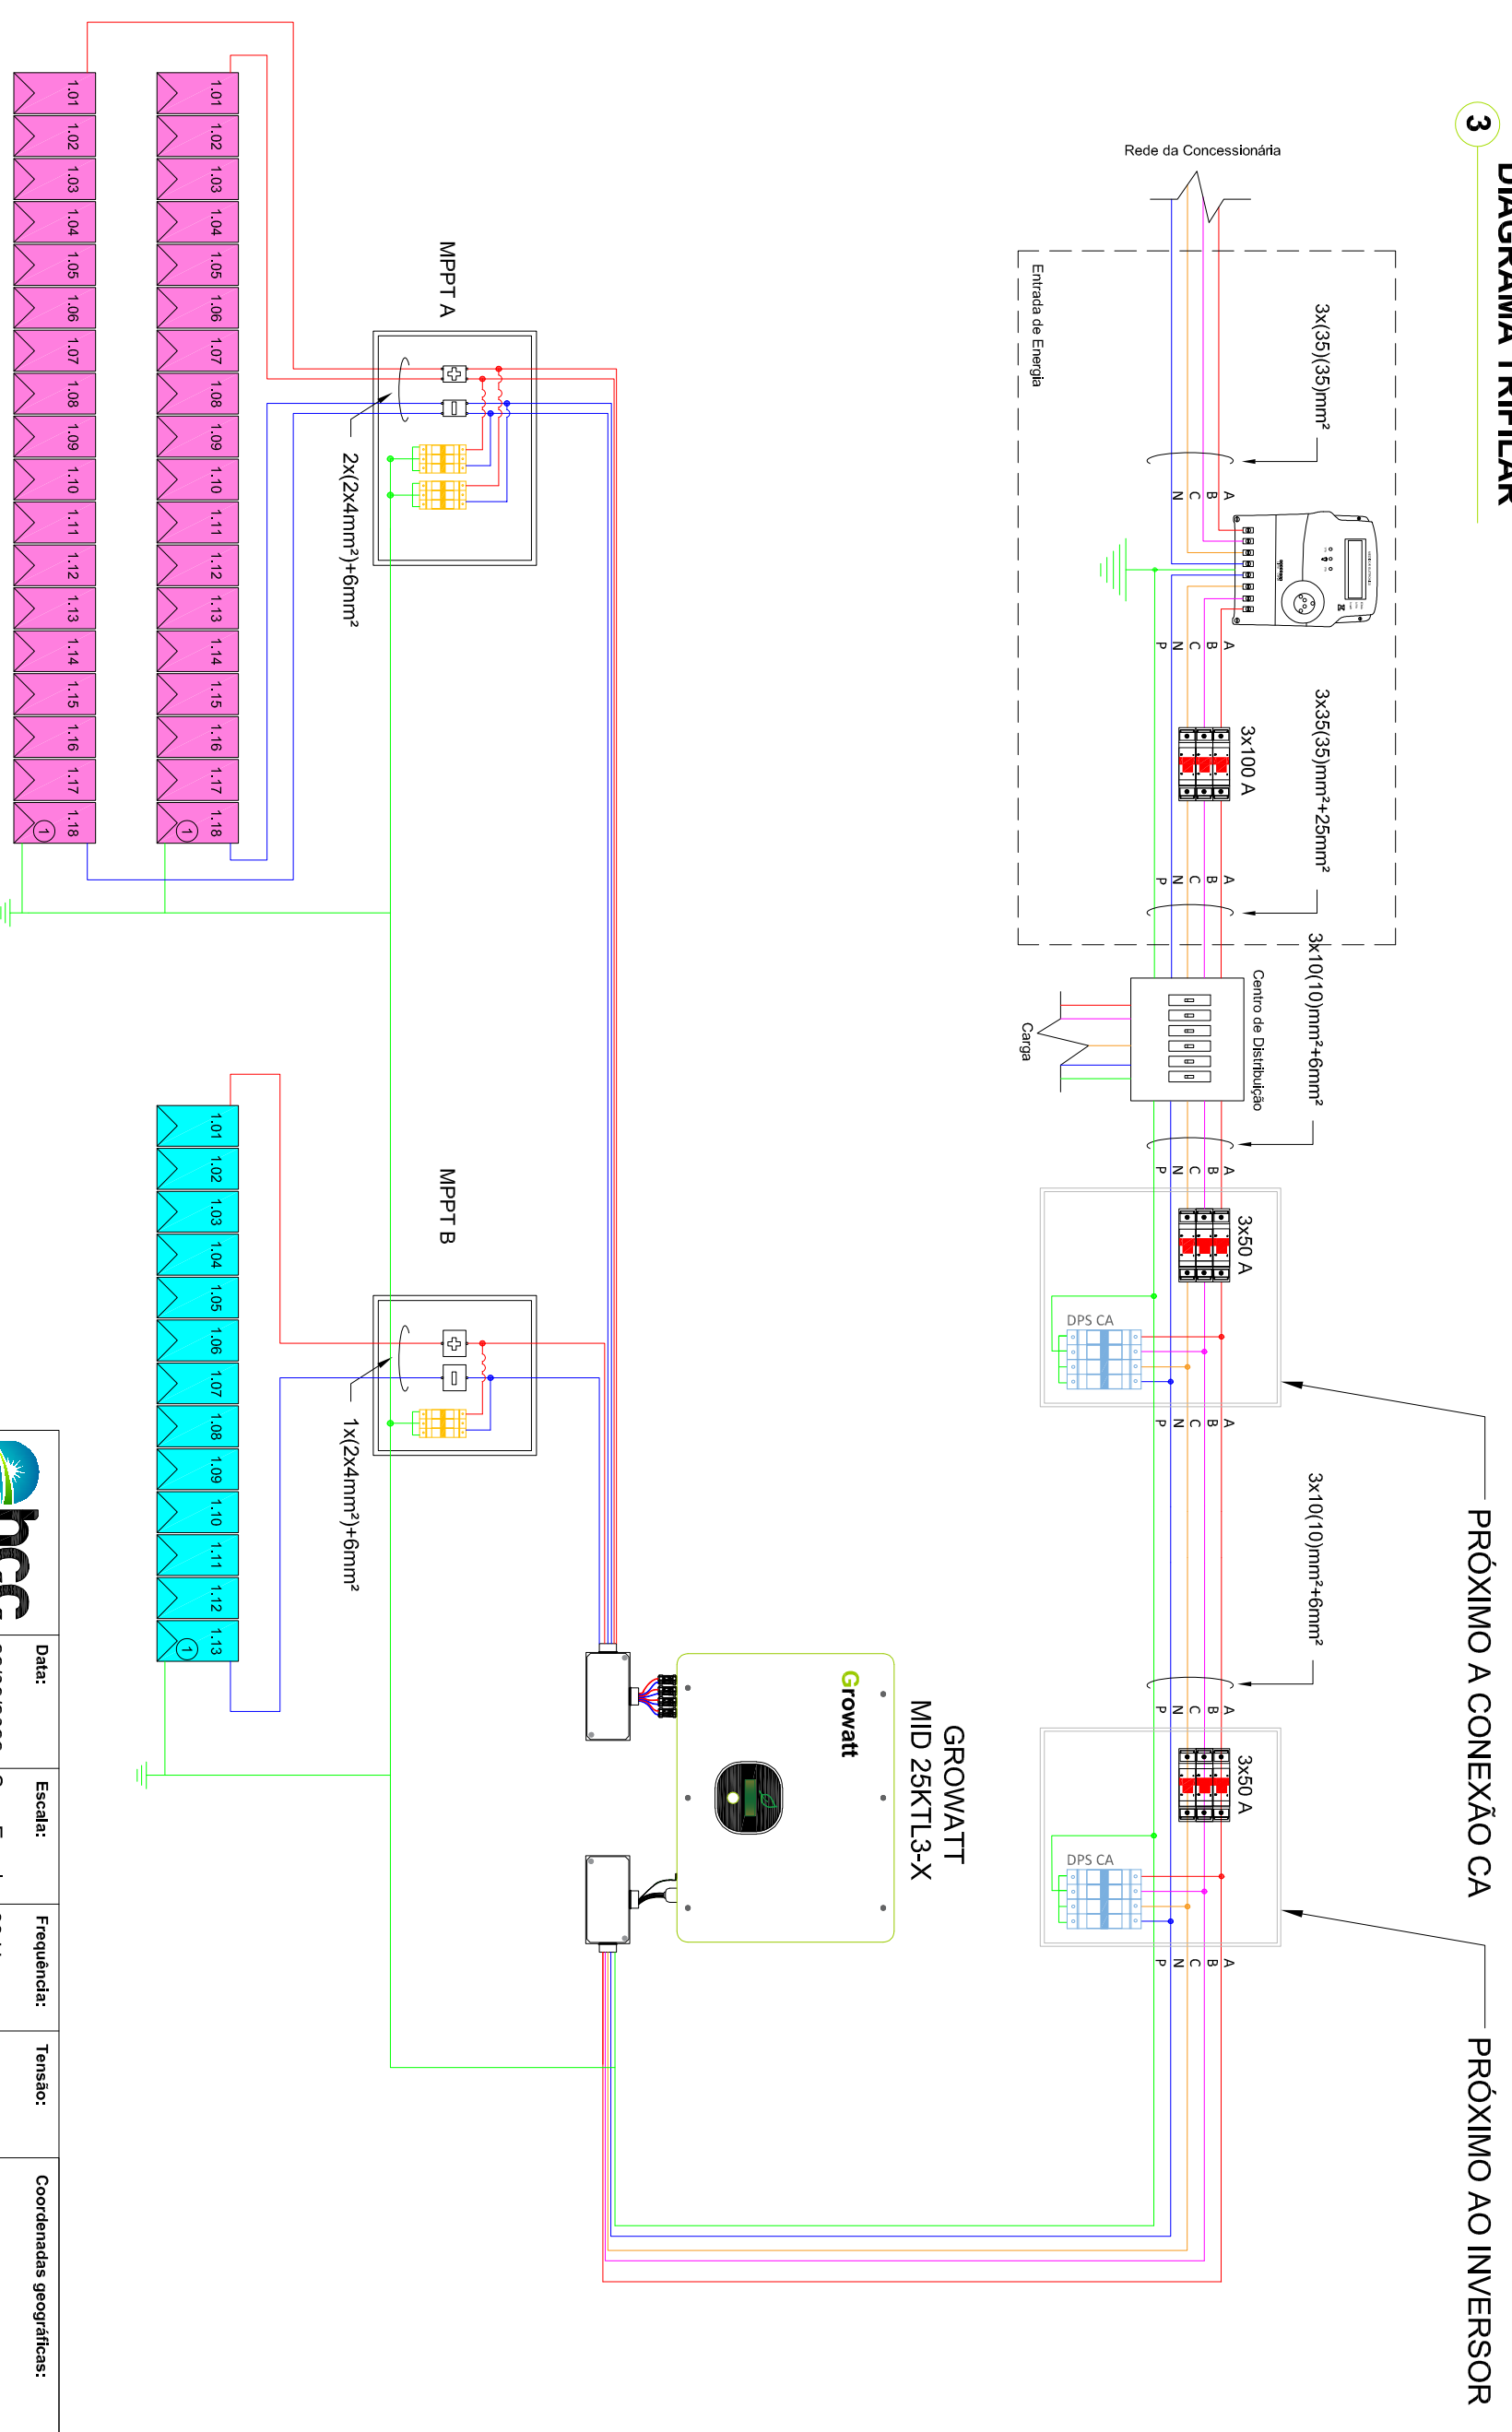 3
DIAGRAMA TRIFILAR
PRÓXIMO A CONEXÃO CA
PRÓXIMO AO INVERSOR
Rede da Concessionária
Entrada de Energia
3x(35)(35)mm²
A
B
C
N
A
B
C
N
P
3x100 A
3x35(35)mm²+25mm²
A
B
C
N
P
Centro de Distribuição
Carga
3x10(10)mm²+6mm²
A
B
C
N
P
3x50 A
DPS CA
A
B
C
N
P
3x10(10)mm²+6mm²
A
B
C
N
P
3x50 A
DPS CA
A
B
C
N
P
GROWATT
MID 25KTL3-X
Growatt
MPPT A
2x(2x4mm²)+6mm²
MPPT B
1x(2x4mm²)+6mm²
1.01 1.02 1.03 1.04 1.05 1.06 1.07 1.08 1.09 1.10 1.11 1.12 1.13 1.14 1.15 1.16 1.17 1.18
1
1.01 1.02 1.03 1.04 1.05 1.06 1.07 1.08 1.09 1.10 1.11 1.12 1.13 1.14 1.15 1.16 1.17 1.18
1
1.01 1.02 1.03 1.04 1.05 1.06 1.07 1.08 1.09 1.10 1.11 1.12 1.13
1
Data:
Escala:
Frequência:
Tensão:
Coordenadas geográficas: